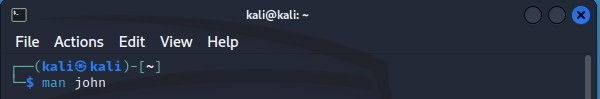 kali@kali: ~
File Actions Edit View Help
┌──(kali㉿kali)-[~]
└─$ man john